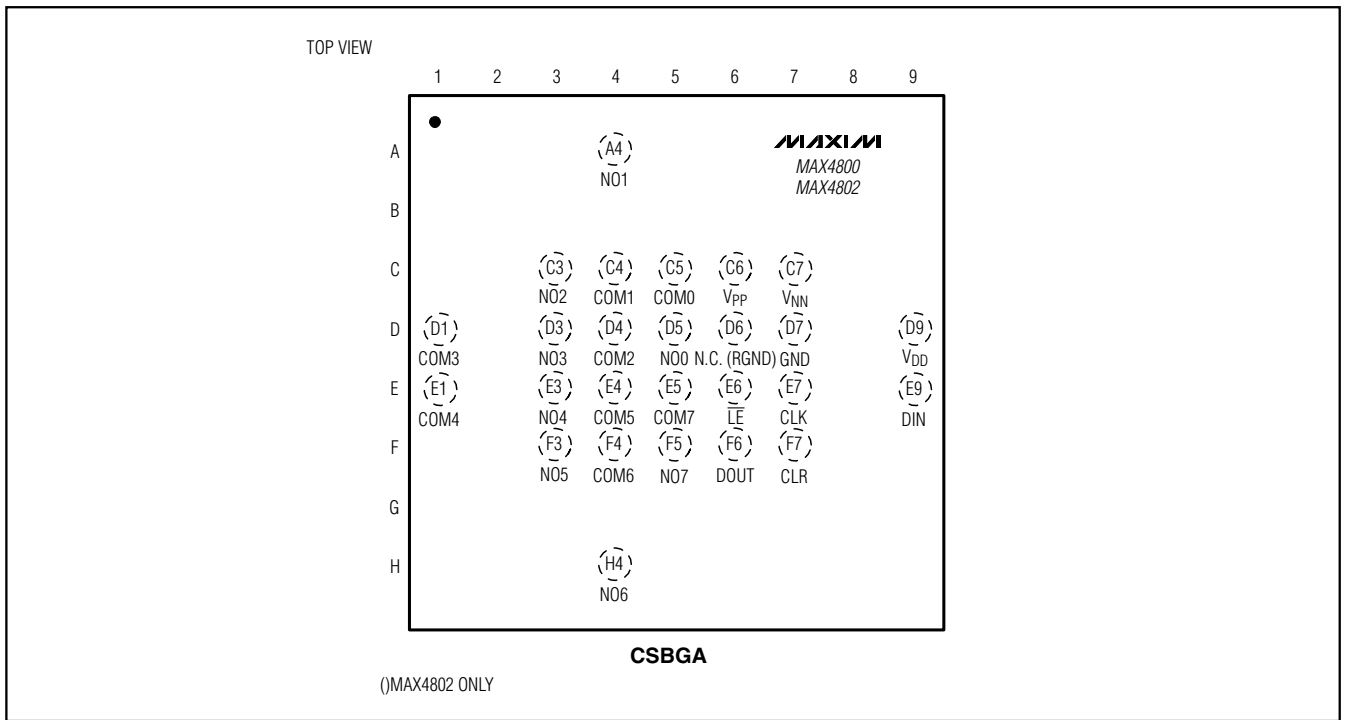 TOP VIEW
1 2 3 4 5 6 7 8 9
A A4 MAXIM
NO1 MAX4800
MAX4802
B
C C3 C4 C5 C6 C7
NO2 COM1 COM0 VPP VNN
D D1 D3 D4 D5 D6 D7 D9
COM3 NO3 COM2 NO0 N.C. (RGND) GND VDD
E E1 E3 E4 E5 E6 E7 E9
COM4 NO4 COM5 COM7 L̅E̅ CLK DIN
F F3 F4 F5 F6 F7
NO5 COM6 NO7 DOUT CLR
G
H H4
NO6
CSBGA
()MAX4802 ONLY